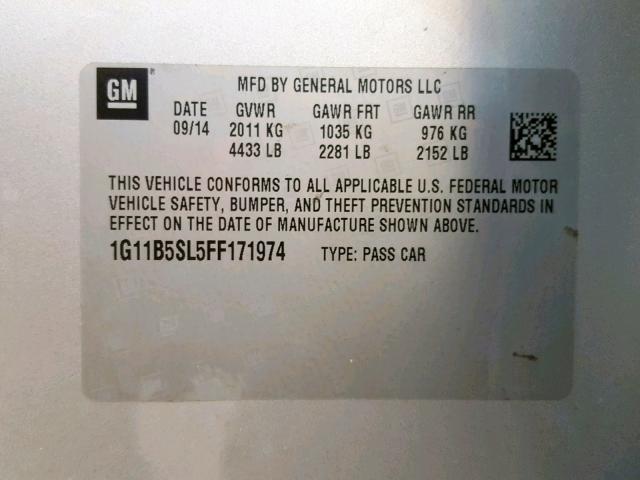 GM ®
MFD BY GENERAL MOTORS LLC
DATE GVWR GAWR FRT GAWR RR
09/14 2011 KG 1035 KG 976 KG
4433 LB 2281 LB 2152 LB
THIS VEHICLE CONFORMS TO ALL APPLICABLE U.S. FEDERAL MOTOR
VEHICLE SAFETY, BUMPER, AND THEFT PREVENTION STANDARDS IN
EFFECT ON THE DATE OF MANUFACTURE SHOWN ABOVE.
1G11B5SL5FF171974 TYPE: PASS CAR